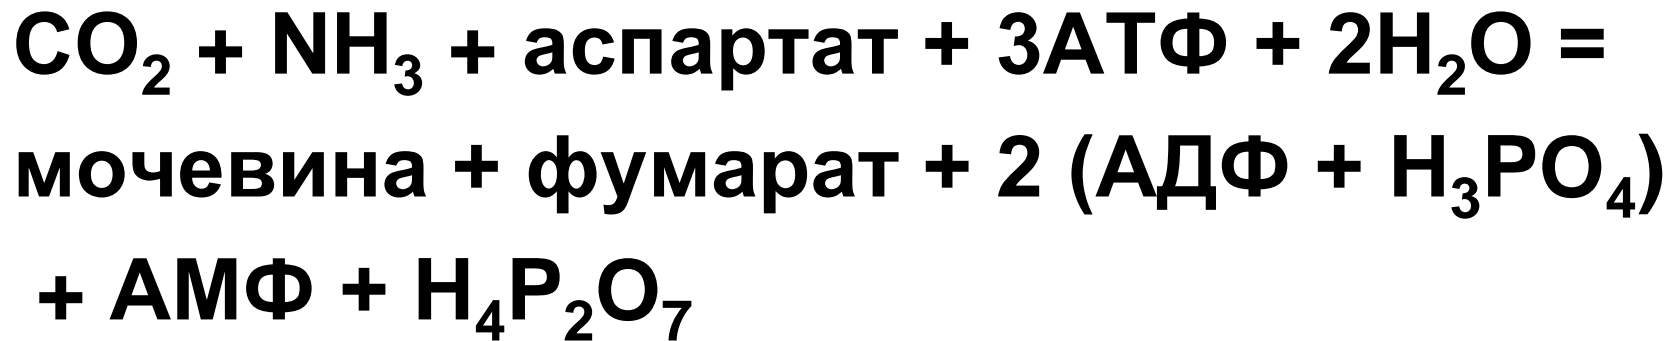 CO₂ + NH₃ + аспартат + 3АТФ + 2H₂O =
мочевина + фумарат + 2 (АДФ + H₃PO₄)
+ АМФ + H₄P₂O₇